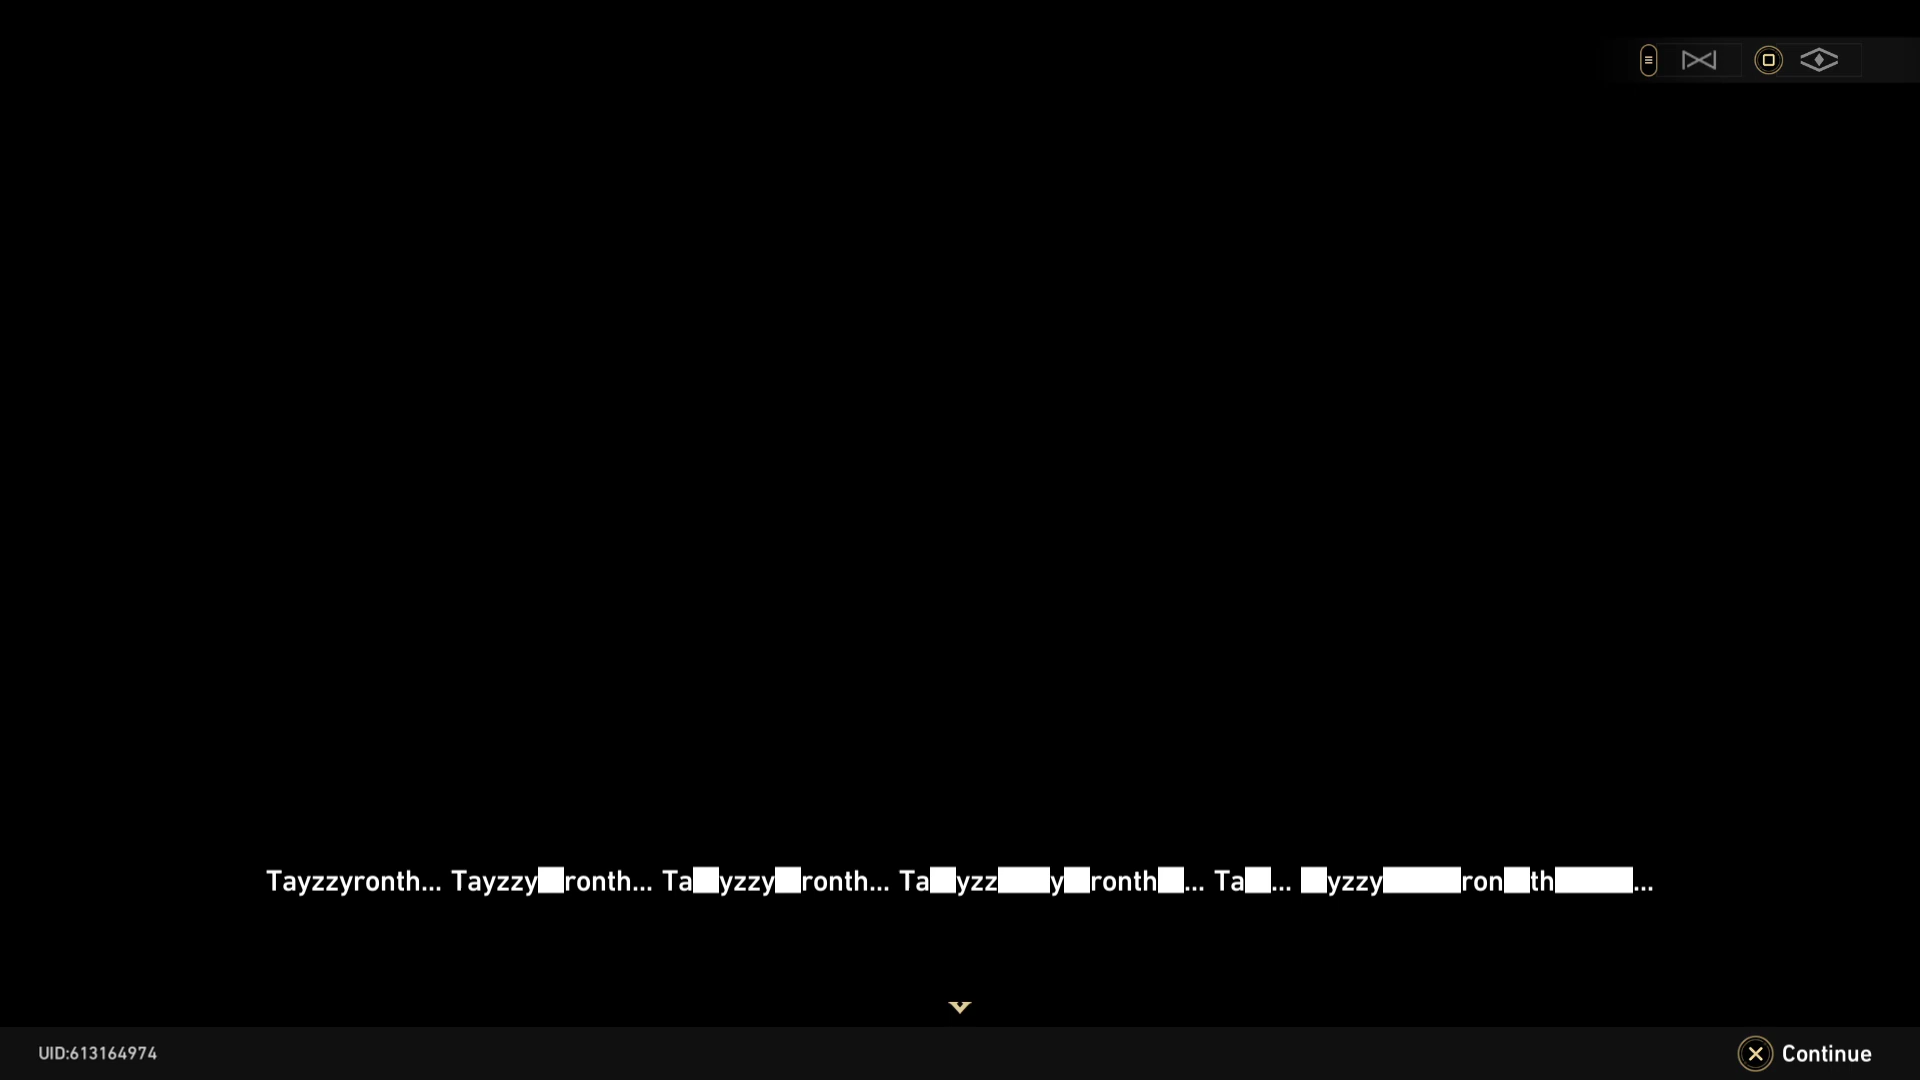 Tayzzyronth... Tayzzy█ronth... Ta█yzzy█ronth... Ta█yzz██y█ronth█... Ta█... █yzzy███ron█th███...
UID:613164974
Continue